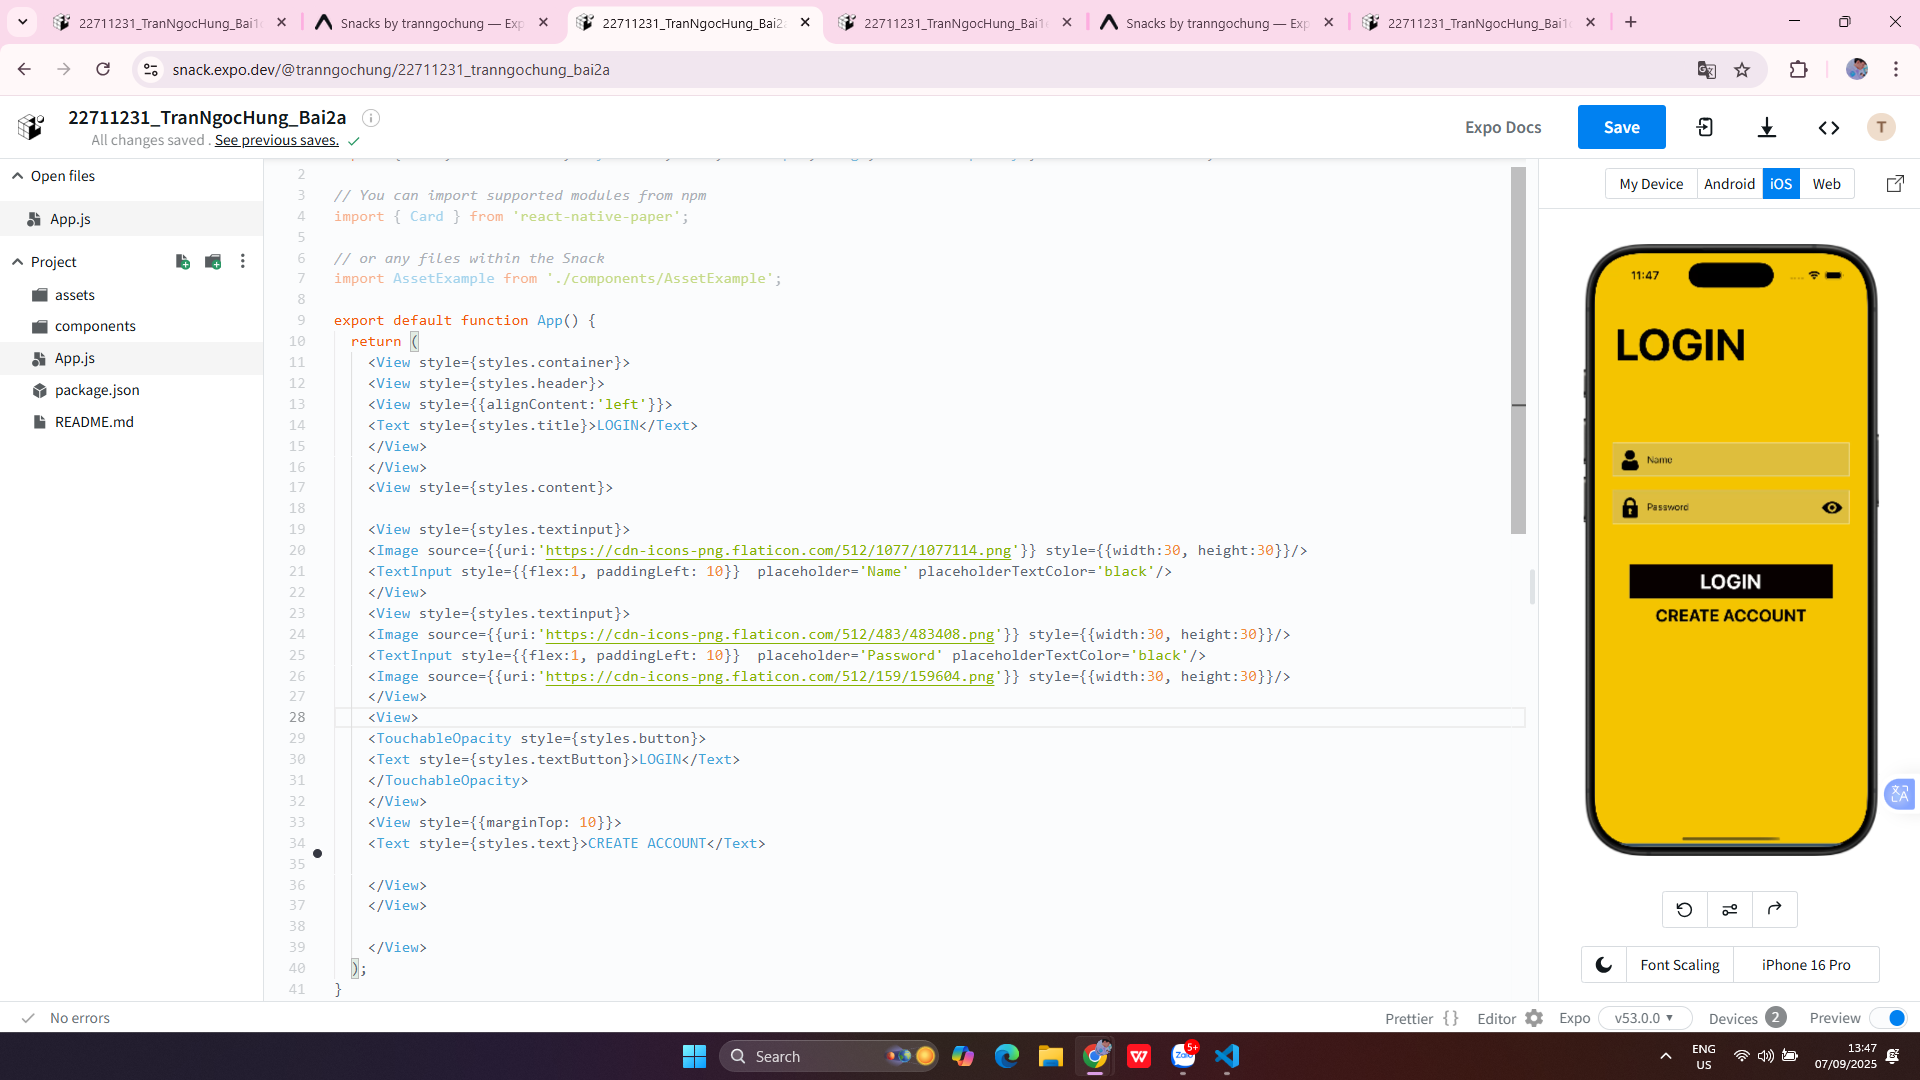 22711231_TranNgocHung_Bai1
Snacks by tranngochung — Exp
22711231_TranNgocHung_Bai2
22711231_TranNgocHung_Bai1
Snacks by tranngochung — Exp
22711231_TranNgocHung_Bai1
snack.expo.dev/@tranngochung/22711231_tranngochung_bai2a
22711231_TranNgocHung_Bai2a
All changes saved . See previous saves.
Expo Docs
Save
T
Open files
App.js
Project
assets
components
App.js
package.json
README.md
2
3 // You can import supported modules from npm
4 import { Card } from 'react-native-paper';
5
6 // or any files within the Snack
7 import AssetExample from './components/AssetExample';
8
9 export default function App() {
10 return (
11 <View style={styles.container}>
12 <View style={styles.header}>
13 <View style={{alignContent:'left'}}>
14 <Text style={styles.title}>LOGIN</Text>
15 </View>
16 </View>
17 <View style={styles.content}>
18
19 <View style={styles.textinput}>
20 <Image source={{uri:'https://cdn-icons-png.flaticon.com/512/1077/1077114.png'}} style={{width:30, height:30}}/>
21 <TextInput style={{flex:1, paddingLeft: 10}}  placeholder='Name' placeholderTextColor='black'/>
22 </View>
23 <View style={styles.textinput}>
24 <Image source={{uri:'https://cdn-icons-png.flaticon.com/512/483/483408.png'}} style={{width:30, height:30}}/>
25 <TextInput style={{flex:1, paddingLeft: 10}}  placeholder='Password' placeholderTextColor='black'/>
26 <Image source={{uri:'https://cdn-icons-png.flaticon.com/512/159/159604.png'}} style={{width:30, height:30}}/>
27 </View>
28 <View>
29 <TouchableOpacity style={styles.button}>
30 <Text style={styles.textButton}>LOGIN</Text>
31 </TouchableOpacity>
32 </View>
33 <View style={{marginTop: 10}}>
34 <Text style={styles.text}>CREATE ACCOUNT</Text>
35
36 </View>
37 </View>
38
39 </View>
40 );
41 }
My Device Android iOS Web
11:47
LOGIN
Name
Password
LOGIN
CREATE ACCOUNT
Font Scaling
iPhone 16 Pro
No errors
Prettier {} Editor Expo v53.0.0 Devices 2 Preview
Search
5+
Zalo
ENG
US
13:47
07/09/2025